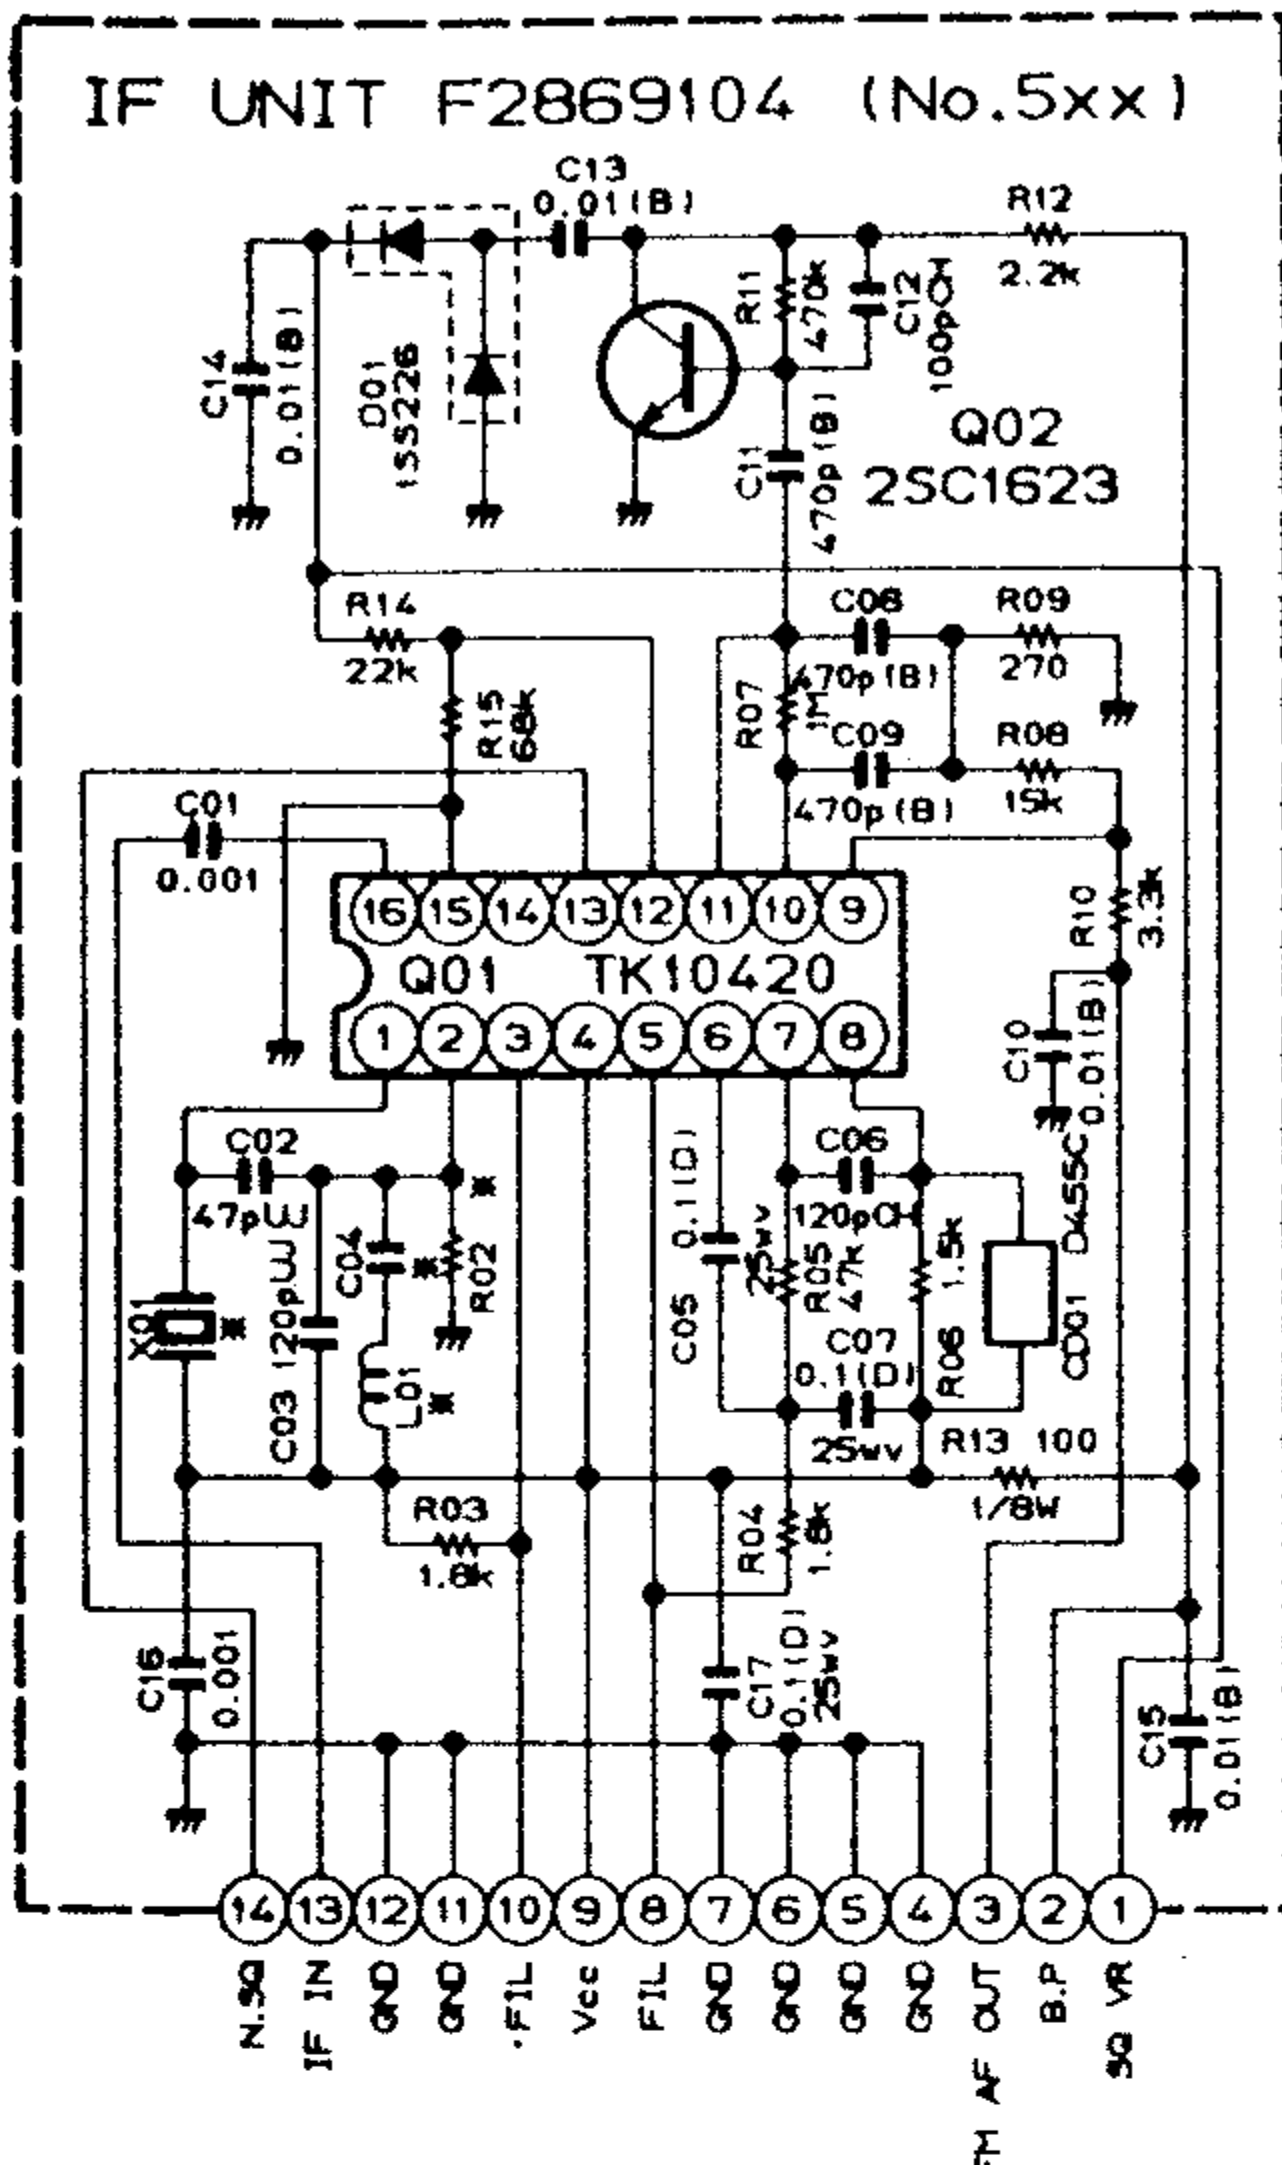 IF UNIT F2869104 (No.5xx)
C13
0.01(B)
R12
2.2k
R11
470k
C12
100pCH
C14
0.01(B)
D01
1SS226
C11
470p(B)
Q02
2SC1623
R14
22k
R15
68k
C08
470p(B)
R09
270
R07
1M
C09
470p(B)
R08
15k
C01
0.001
16 15 14 13 12 11 10 9
Q01 TK10420
1 2 3 4 5 6 7 8
R10
3.3k
C10
0.01(B)
C02
47pUJ
C03 120pUJ
C04
※
※
R02
X01
※
L01
※
C05 0.1(D)
25wv
C06
120pCH
R05
47k
R06 1.5k
CD01 D455C
C07
0.1(D)
25wv
R13 100
1/8W
R03
1.8k
R04
1.8k
C16
0.001
C17
0.1(D)
25wv
C15
0.01(B)
14 13 12 11 10 9 8 7 6 5 4 3 2 1
N.SQ
IF IN
GND
GND
.FIL
Vcc
FIL
GND
GND
GND
GND
FM AF OUT
B.P
SQ VR